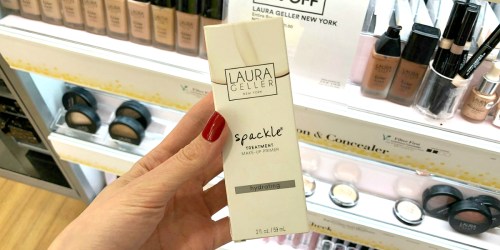 OFF
LAURA GELLER NEW YORK
LAURA
GELLER
NEW YORK
spackle
TREATMENT
MAKE-UP PRIMER
hydrating
2 fl. oz. / 59 mL
n & Concealer